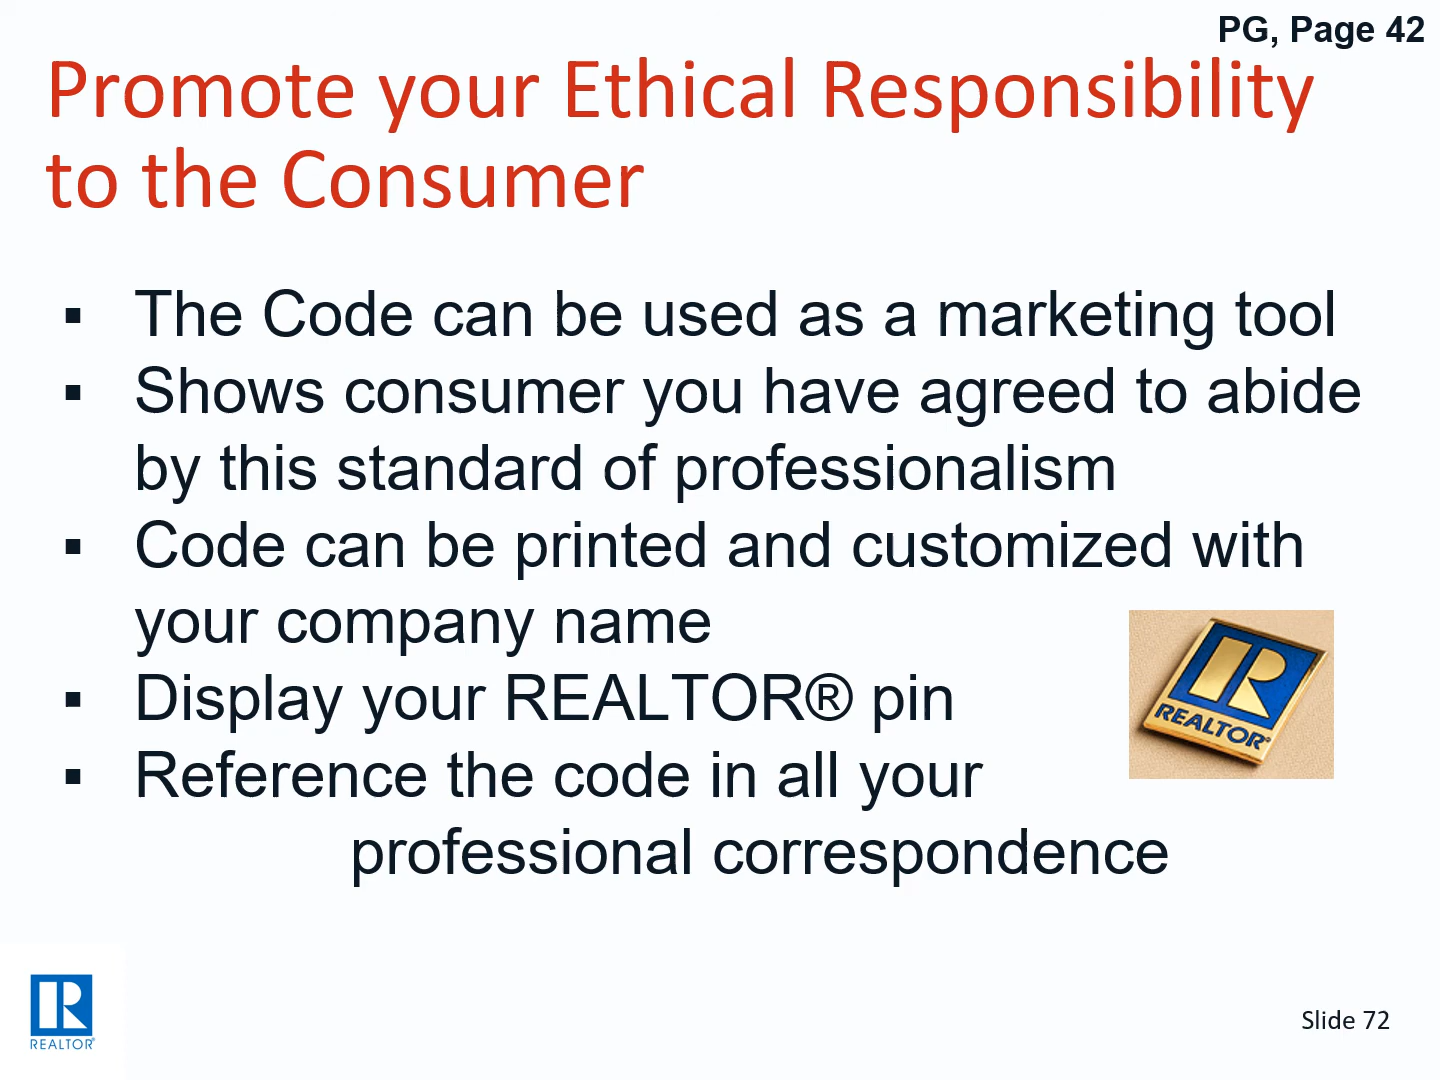 PG, Page 42
Promote your Ethical Responsibility
to the Consumer
▪ The Code can be used as a marketing tool
▪ Shows consumer you have agreed to abide
by this standard of professionalism
▪ Code can be printed and customized with
your company name
▪ Display your REALTOR® pin
▪ Reference the code in all your
professional correspondence
R
REALTOR®
R
REALTOR®
Slide 72